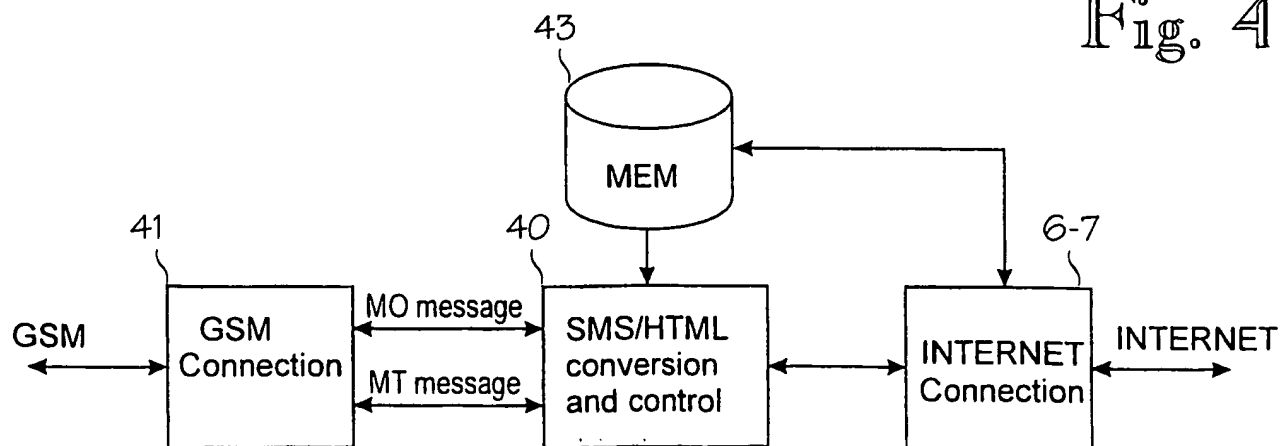 Fig. 4
43
MEM
41
40
6-7
GSM
GSM
Connection
MO message
MT message
SMS/HTML
conversion
and control
INTERNET
Connection
INTERNET